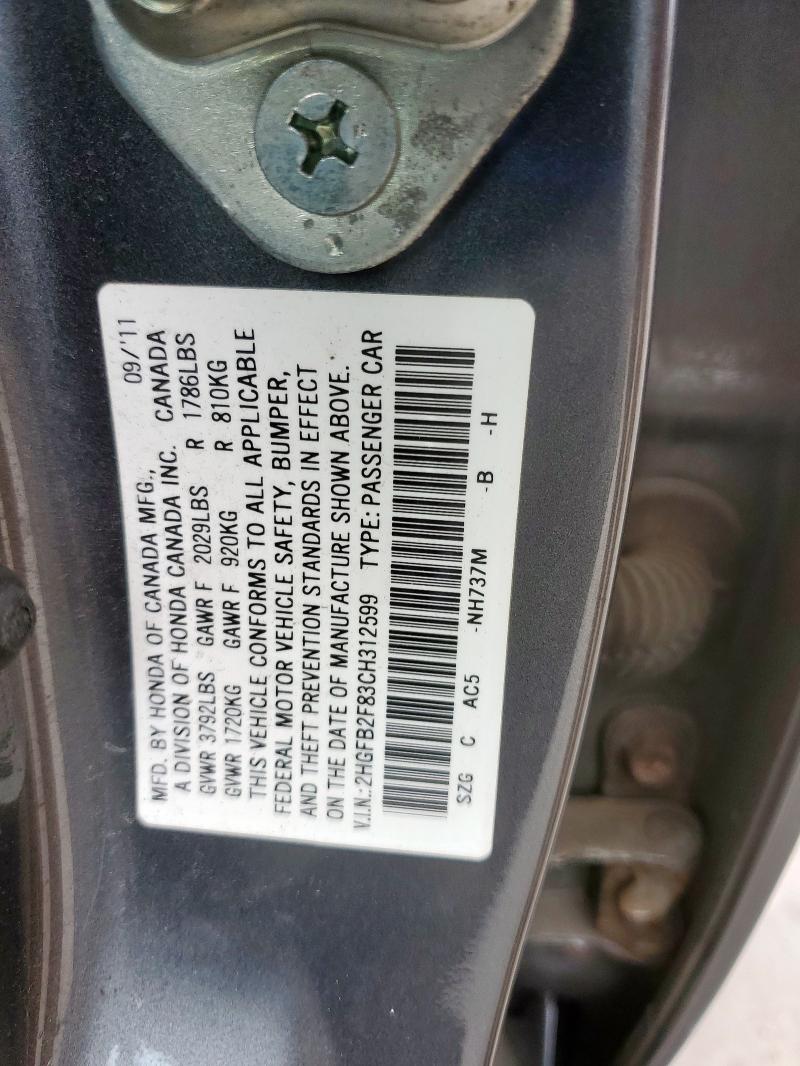 MFD. BY HONDA OF CANADA MFG., 09/'11
A DIVISION OF HONDA CANADA INC. CANADA
GVWR 3792LBS GAWR F 2029LBS R 1786LBS
GVWR 1720KG GAWR F 920KG R 810KG
THIS VEHICLE CONFORMS TO ALL APPLICABLE
FEDERAL MOTOR VEHICLE SAFETY, BUMPER,
AND THEFT PREVENTION STANDARDS IN EFFECT
ON THE DATE OF MANUFACTURE SHOWN ABOVE.
V.I.N.: 2HGFB2F83CH312599 TYPE: PASSENGER CAR
SZG C AC5 -NH737M -B -H